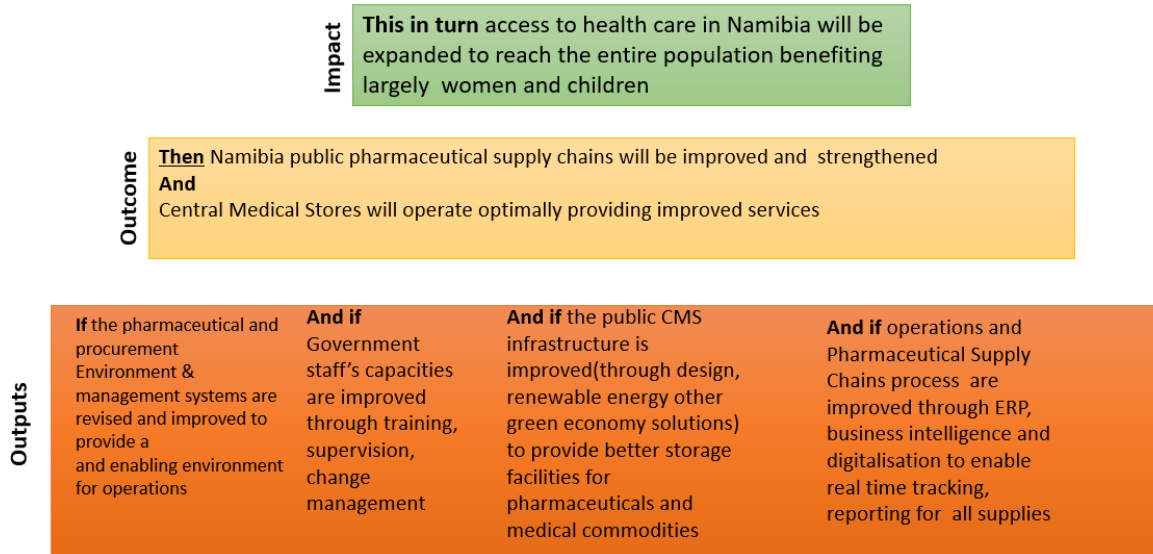 Impact
This in turn access to health care in Namibia will be
expanded to reach the entire population benefiting
largely women and children
Outcome
Then Namibia public pharmaceutical supply chains will be improved and strengthened
And
Central Medical Stores will operate optimally providing improved services
Outputs
If the pharmaceutical and
procurement
Environment &
management systems are
revised and improved to
provide a
and enabling environment
for operations
And if
Government
staff's capacities
are improved
through training,
supervision,
change
management
And if the public CMS
infrastructure is
improved(through design,
renewable energy other
green economy solutions)
to provide better storage
facilities for
pharmaceuticals and
medical commodities
And if operations and
Pharmaceutical Supply
Chains process are
improved through ERP,
business intelligence and
digitalisation to enable
real time tracking,
reporting for all supplies